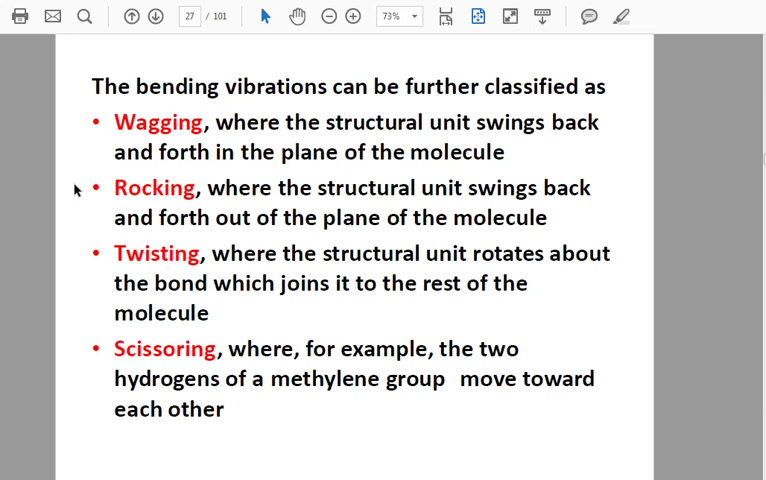 27 / 101 73%
The bending vibrations can be further classified as
• Wagging, where the structural unit swings back
and forth in the plane of the molecule
• Rocking, where the structural unit swings back
and forth out of the plane of the molecule
• Twisting, where the structural unit rotates about
the bond which joins it to the rest of the
molecule
• Scissoring, where, for example, the two
hydrogens of a methylene group move toward
each other